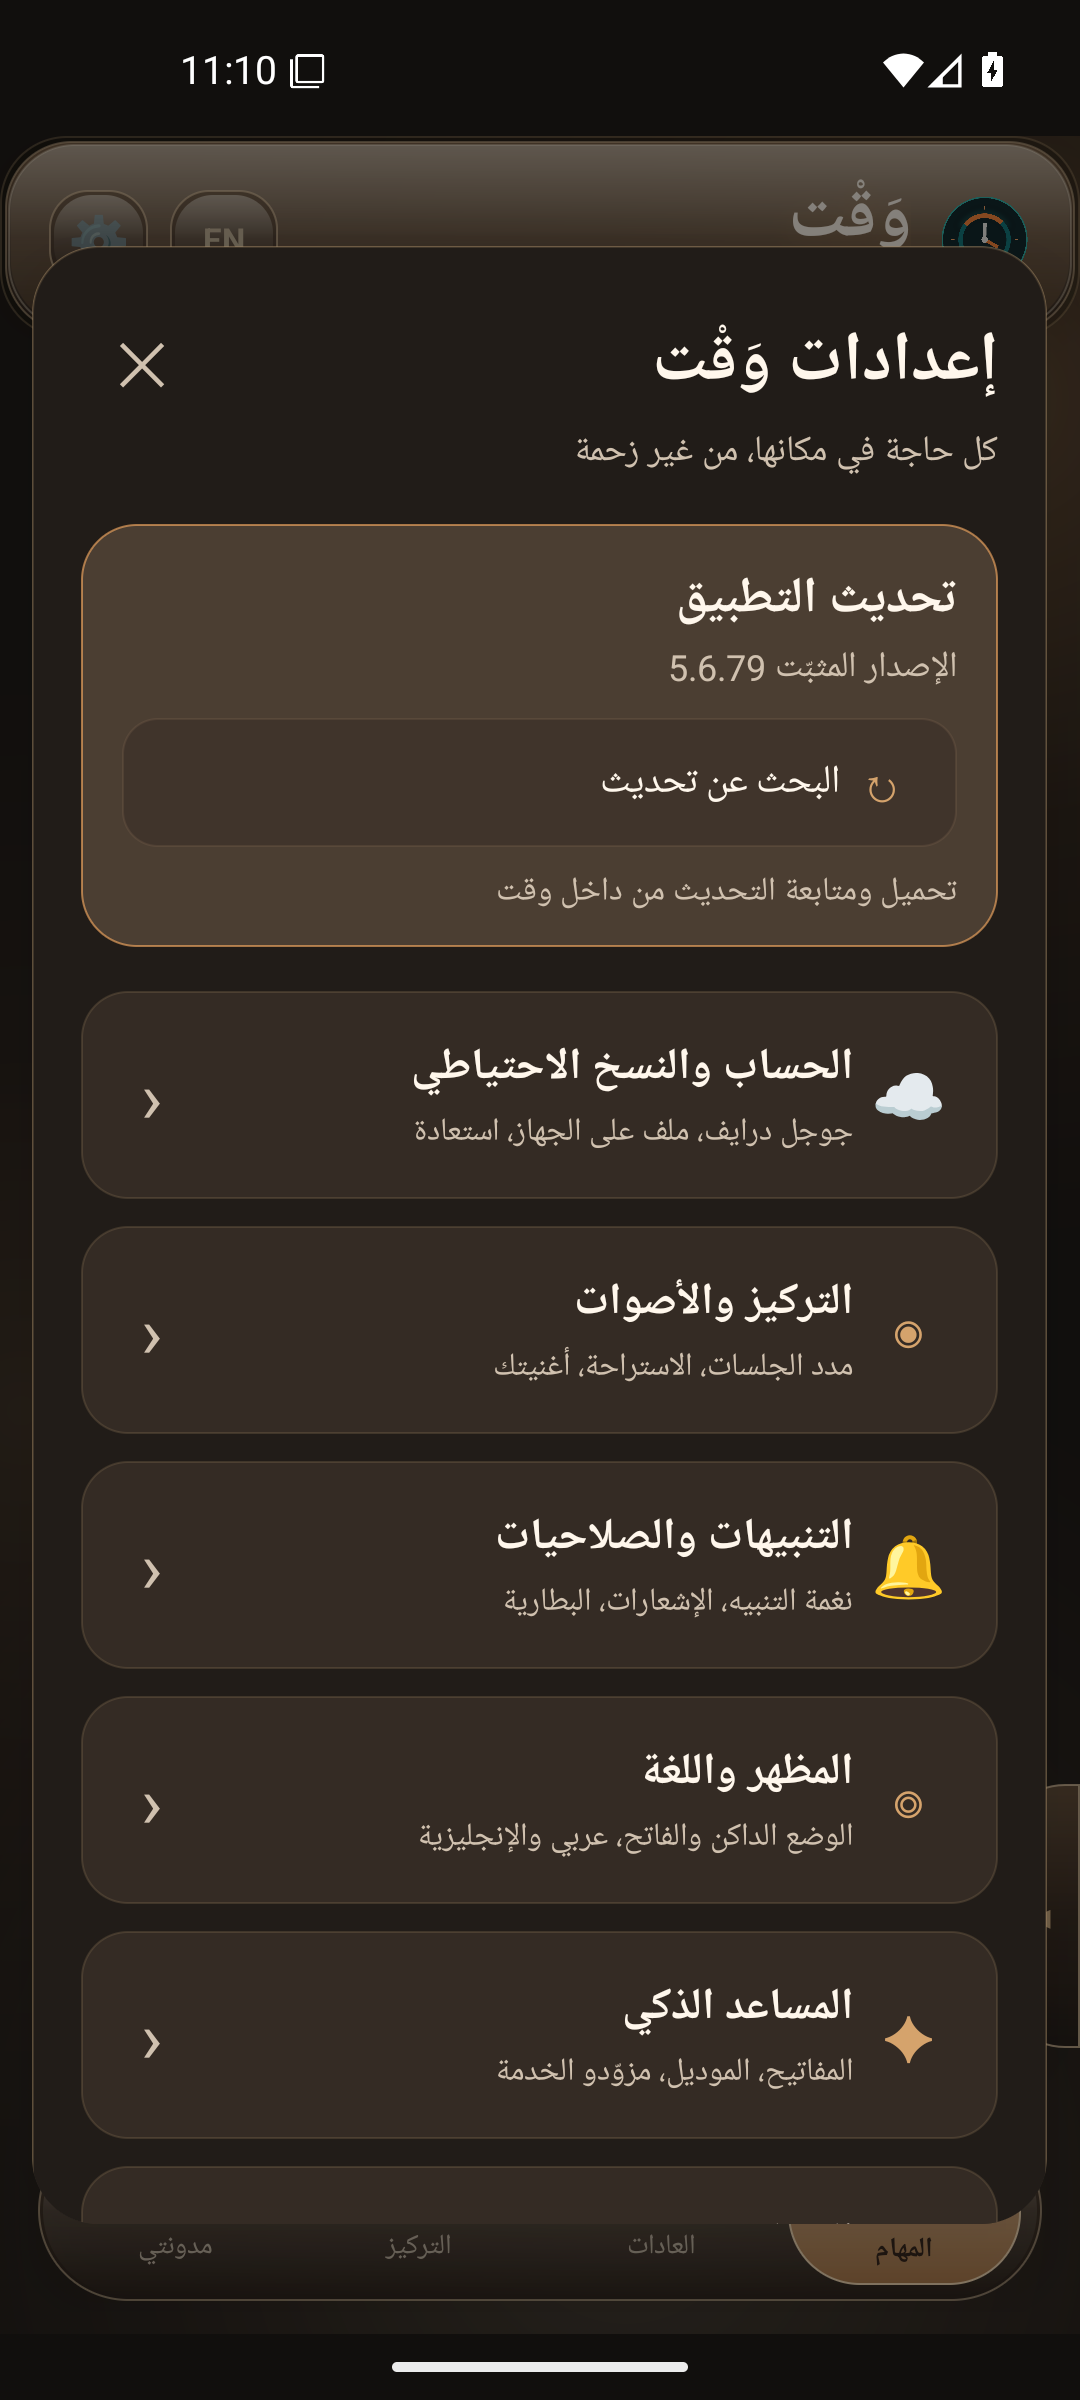 11:10
وَقْت
EN
إعدادات وَقْت
كل حاجة في مكانها، من غير زحمة
تحديث التطبيق
الإصدار المثبّت 5.6.79
البحث عن تحديث
تحميل ومتابعة التحديث من داخل وقت
الحساب والنسخ الاحتياطي
جوجل درايف، ملف على الجهاز، استعادة
التركيز والأصوات
مدد الجلسات، الاستراحة، أغنيتك
التنبيهات والصلاحيات
نغمة التنبيه، الإشعارات، البطارية
المظهر واللغة
الوضع الداكن والفاتح، عربي والإنجليزية
المساعد الذكي
المفاتيح، الموديل، مزوّدو الخدمة
المهام
العادات
التركيز
مدونتي